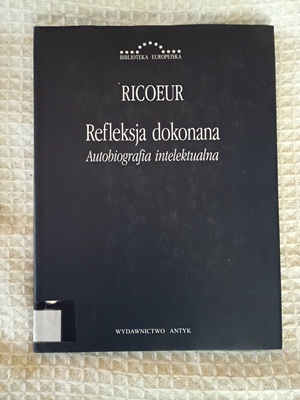 BIBLIOTEKA EUROPEJSKA
RICOEUR
Refleksja dokonana
Autobiografia intelektualna
WYDAWNICTWO ANTYK